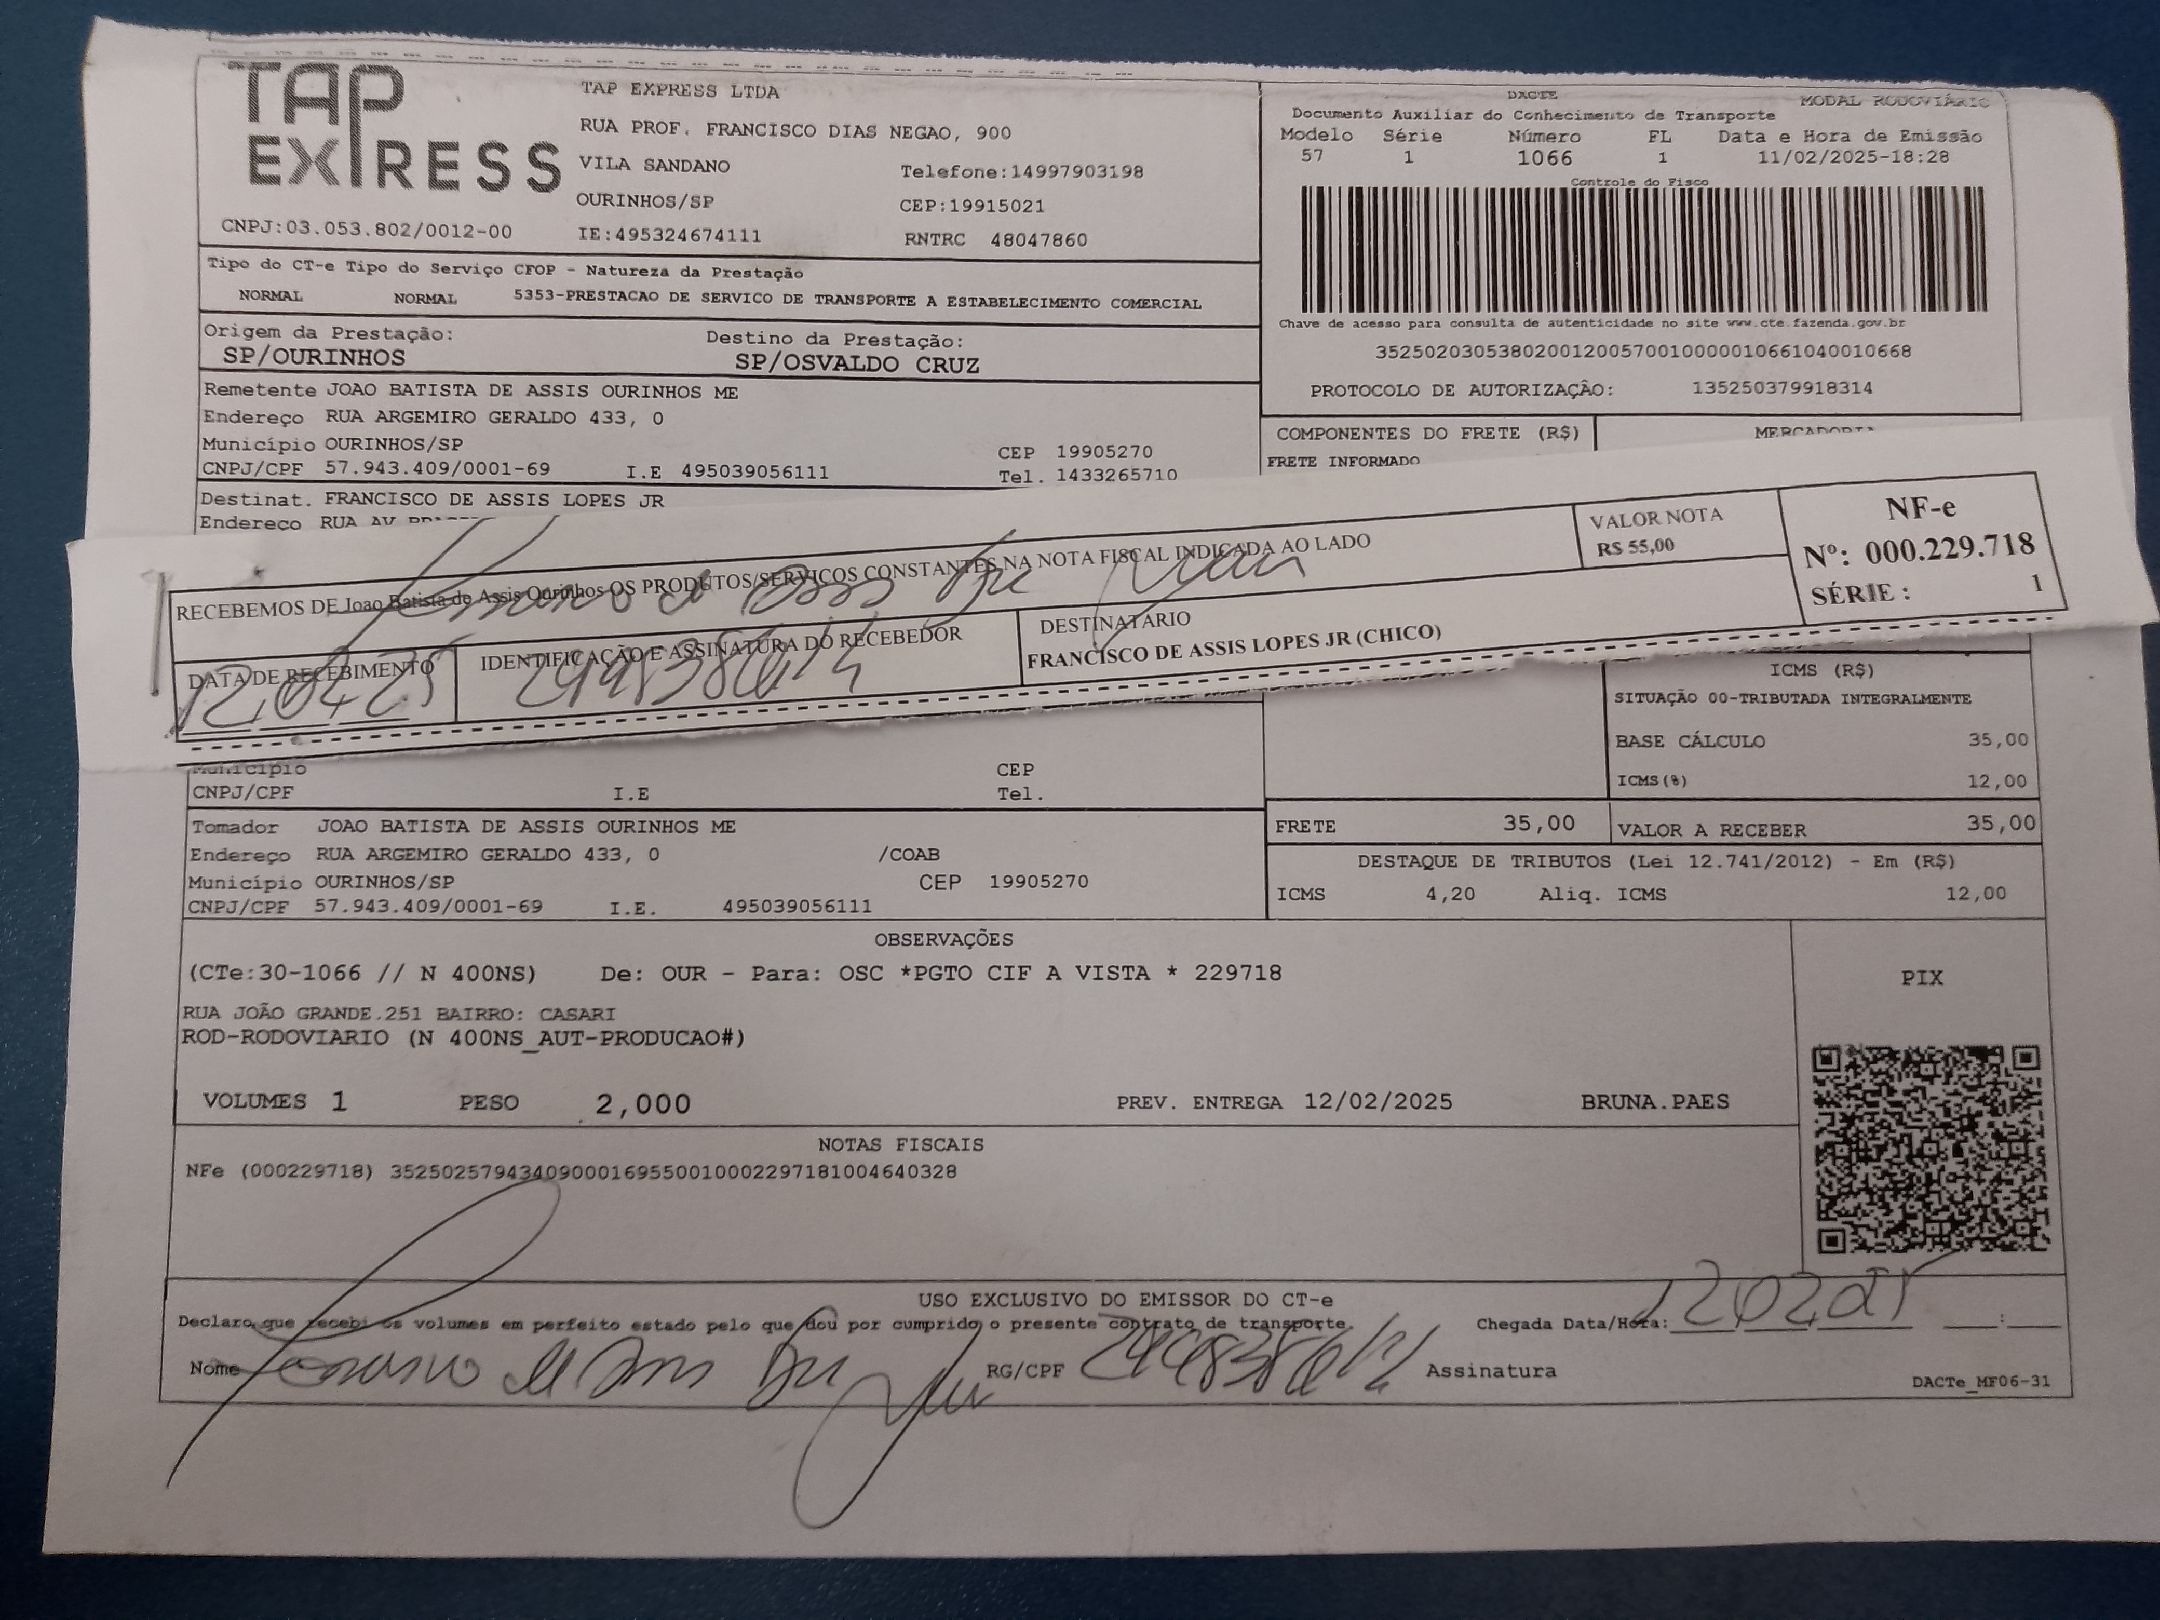 TAP EXPRESS
TAP EXPRESS LTDA
RUA PROF. FRANCISCO DIAS NEGAO, 900
VILA SANDANO Telefone:14997903198
OURINHOS/SP CEP:19915021
CNPJ:03.053.802/0012-00 IE:495324674111 RNTRC 48047860
DACTE MODAL RODOVIÁRIO
Documento Auxiliar do Conhecimento de Transporte
Modelo Série Número FL Data e Hora de Emissão
57 1 1066 1 11/02/2025-18:28
Controle do Fisco
Chave de acesso para consulta de autenticidade no site www.cte.fazenda.gov.br
35250203053802001200570010000010661040010668
PROTOCOLO DE AUTORIZAÇÃO: 135250379918314
Tipo do CT-e Tipo do Serviço CFOP - Natureza da Prestação
NORMAL NORMAL 5353-PRESTACAO DE SERVICO DE TRANSPORTE A ESTABELECIMENTO COMERCIAL
Origem da Prestação: Destino da Prestação:
SP/OURINHOS SP/OSVALDO CRUZ
Remetente JOAO BATISTA DE ASSIS OURINHOS ME
Endereço RUA ARGEMIRO GERALDO 433, 0
Município OURINHOS/SP CEP 19905270
CNPJ/CPF 57.943.409/0001-69 I.E 495039056111 Tel. 1433265710
COMPONENTES DO FRETE (R$) MERCADORIA
FRETE INFORMADO
Destinat. FRANCISCO DE ASSIS LOPES JR
Endereço RUA AV
RECEBEMOS DE Joao Batista de Assis Ourinhos OS PRODUTOS/SERVIÇOS CONSTANTES NA NOTA FISCAL INDICADA AO LADO
VALOR NOTA
R$ 55,00
NF-e
Nº: 000.229.718
SÉRIE : 1
DATA DE RECEBIMENTO IDENTIFICAÇÃO E ASSINATURA DO RECEBEDOR
DESTINATÁRIO
FRANCISCO DE ASSIS LOPES JR (CHICO)
ICMS (R$)
SITUAÇÃO 00-TRIBUTADA INTEGRALMENTE
BASE CÁLCULO 35,00
ICMS(%) 12,00
Município CEP
CNPJ/CPF I.E Tel.
FRETE 35,00 VALOR A RECEBER 35,00
Tomador JOAO BATISTA DE ASSIS OURINHOS ME
Endereço RUA ARGEMIRO GERALDO 433, 0 /COAB
Município OURINHOS/SP CEP 19905270
CNPJ/CPF 57.943.409/0001-69 I.E. 495039056111
DESTAQUE DE TRIBUTOS (Lei 12.741/2012) - Em (R$)
ICMS 4,20 Aliq. ICMS 12,00
OBSERVAÇÕES
(CTe:30-1066 // N 400NS) De: OUR - Para: OSC *PGTO CIF A VISTA * 229718
RUA JOÃO GRANDE.251 BAIRRO: CASARI
ROD-RODOVIARIO (N 400NS_AUT-PRODUCAO#)
PIX
VOLUMES 1 PESO 2,000 PREV. ENTREGA 12/02/2025 BRUNA.PAES
NOTAS FISCAIS
NFe (000229718) 35250257943409000169550010002297181004640328
USO EXCLUSIVO DO EMISSOR DO CT-e
Declaro que recebi os volumes em perfeito estado pelo que dou por cumprido o presente contrato de transporte.
Chegada Data/Hora: 12 02 25
Nome RG/CPF Assinatura
DACTe_MF06-31